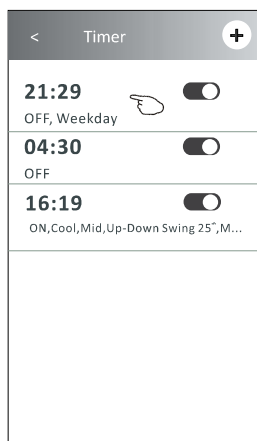 < Timer +
21:29
OFF, Weekday
04:30
OFF
16:19
ON,Cool,Mid,Up-Down Swing 25°,M...